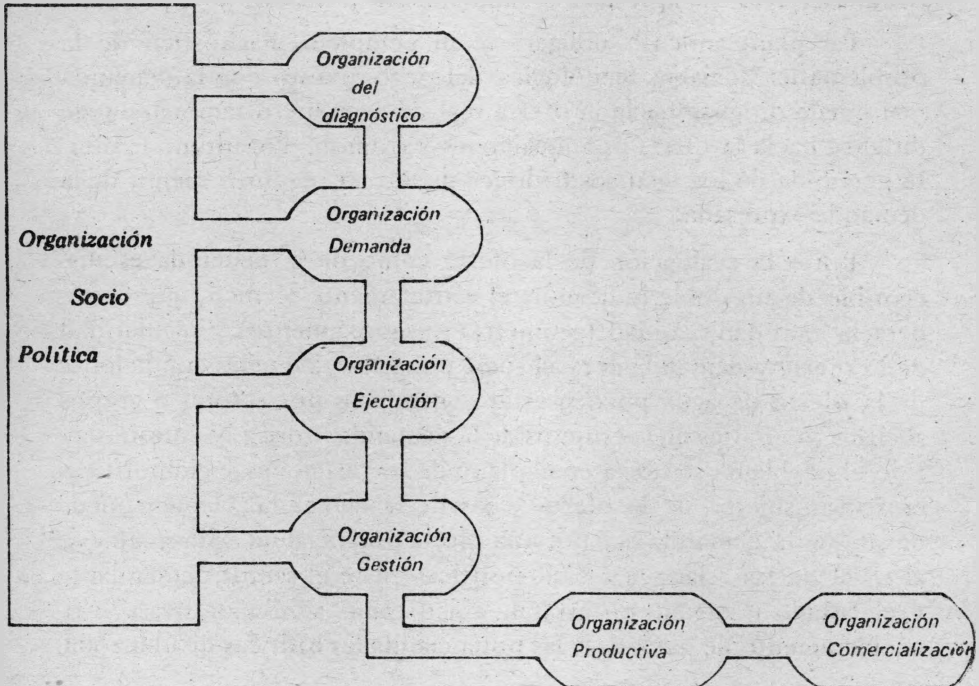 Organización
del
diagnóstico
Organización
Demanda
Organización
Socio
Política
Organización
Ejecución
Organización
Gestión
Organización
Productiva
Organización
Comercialización